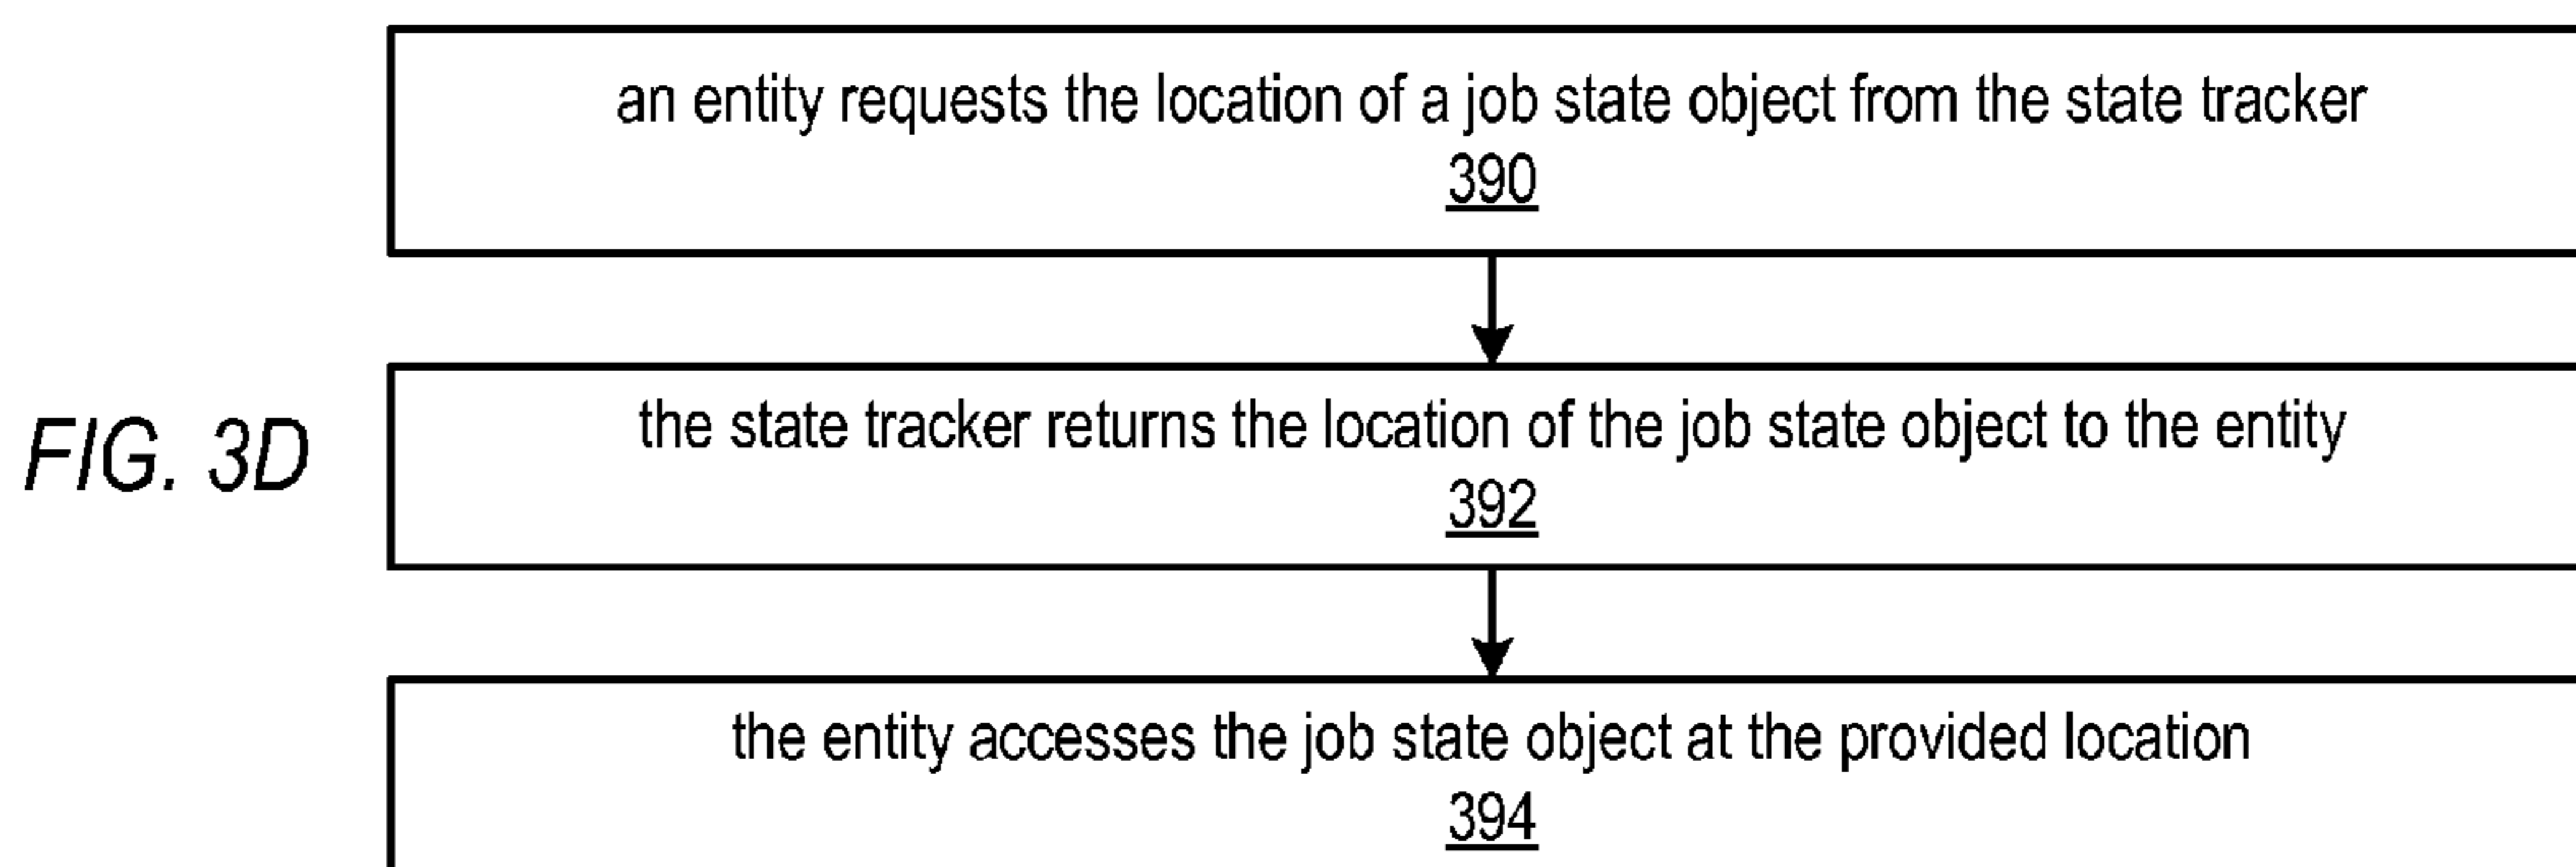 an entity requests the location of a job state object from the state tracker
390
the state tracker returns the location of the job state object to the entity
392
FIG. 3D
the entity accesses the job state object at the provided location
394